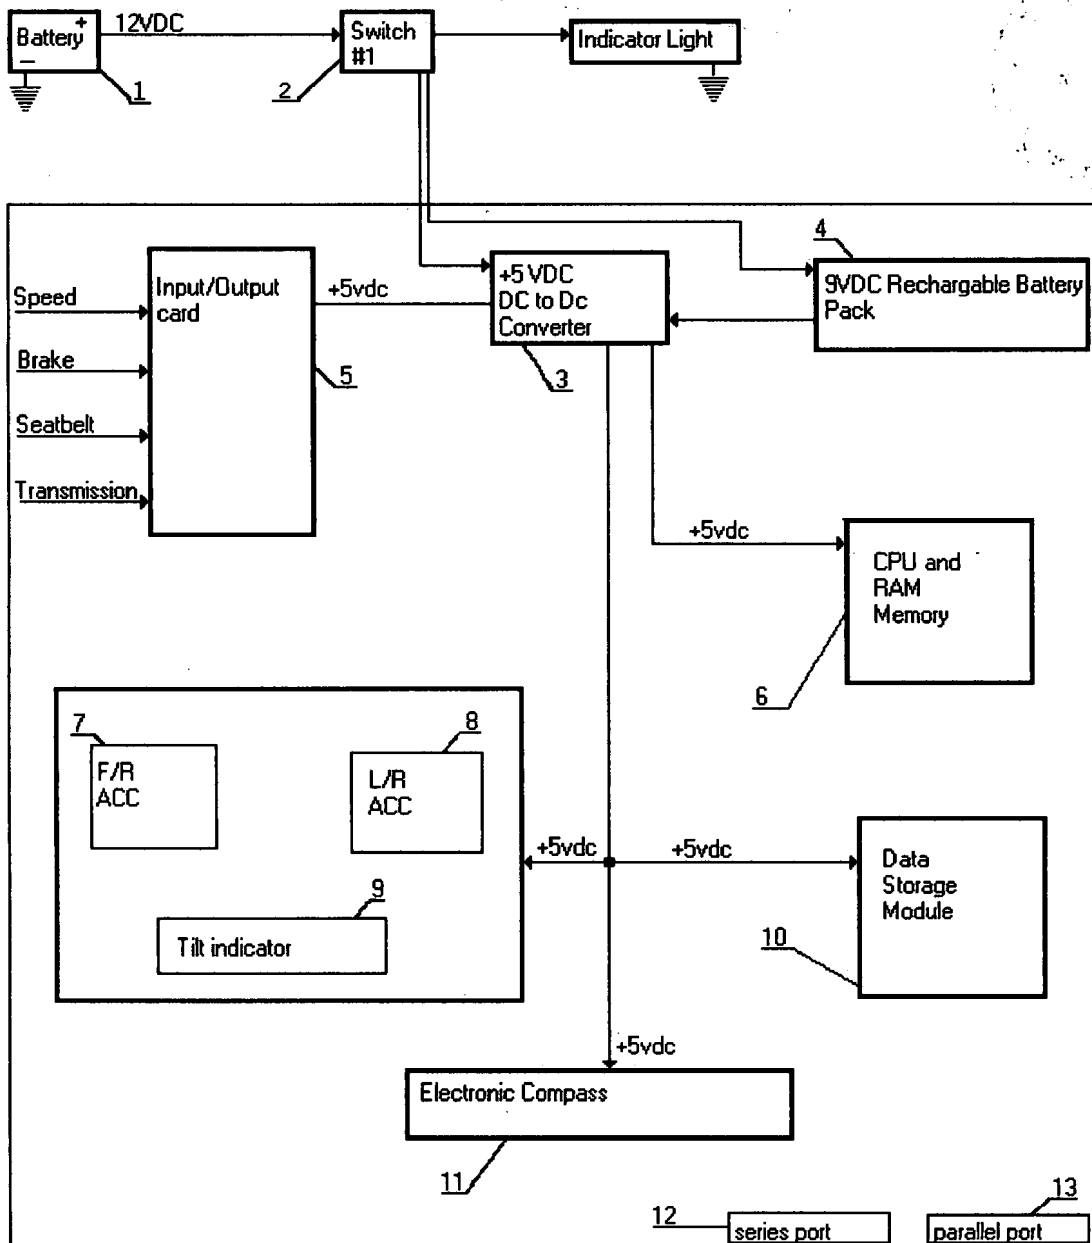 Battery
+
−
12VDC
1
Switch
#1
2
Indicator Light
+5 VDC
DC to Dc
Converter
3
4
9VDC Rechargable Battery
Pack
Input/Output
card
5
+5vdc
Speed
Brake
Seatbelt
Transmission
+5vdc
CPU and
RAM
Memory
6
7
F/R
ACC
8
L/R
ACC
9
Tilt indicator
+5vdc
+5vdc
Data
Storage
Module
10
+5vdc
Electronic Compass
11
12
series port
13
parallel port